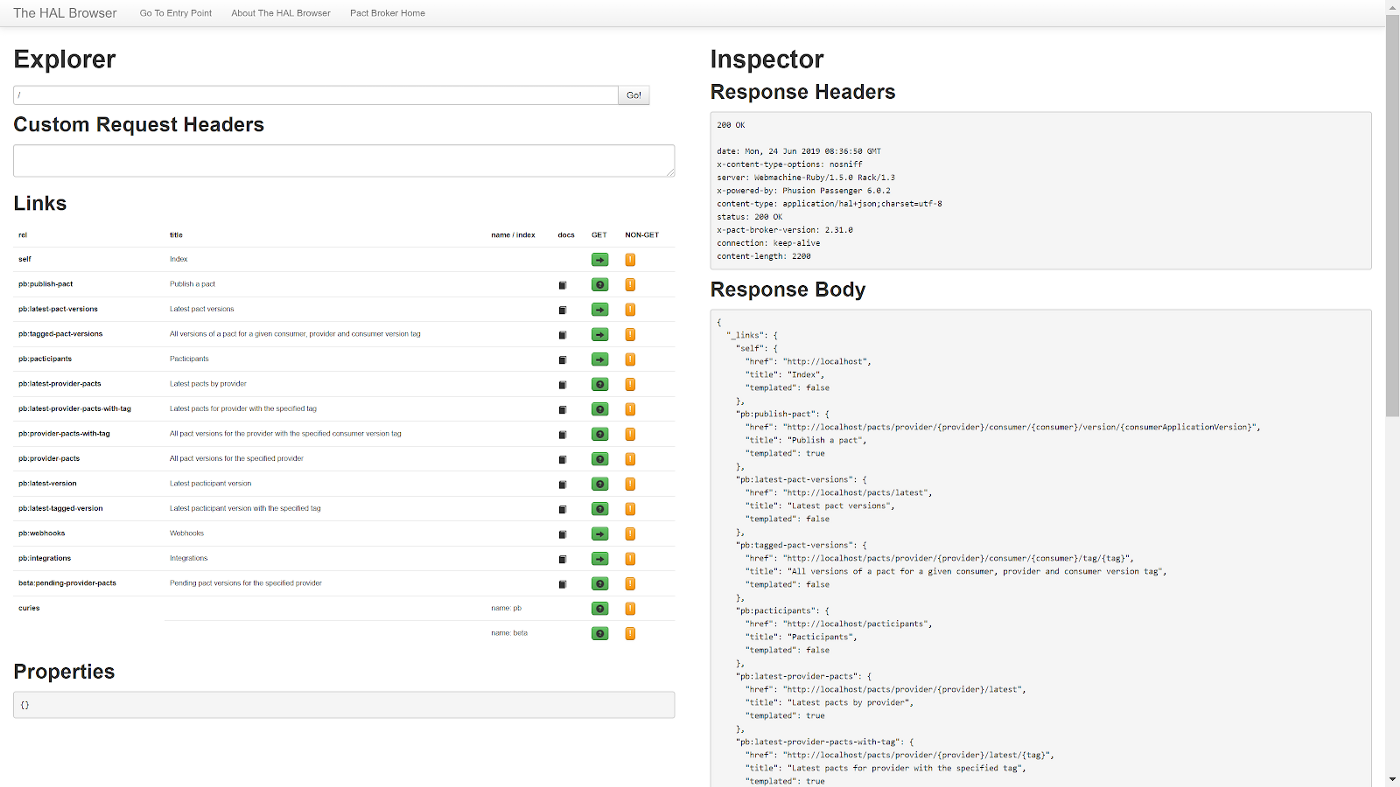 The HAL Browser Go To Entry Point About The HAL Browser Pact Broker Home
Explorer
/
Go!
Custom Request Headers
Links
rel title name / index docs GET NON-GET
self Index
pb:publish-pact Publish a pact
pb:latest-pact-versions Latest pact versions
pb:tagged-pact-versions All versions of a pact for a given consumer, provider and consumer version tag
pb:pacticipants Pacticipants
pb:latest-provider-pacts Latest pacts by provider
pb:latest-provider-pacts-with-tag Latest pacts for provider with the specified tag
pb:provider-pacts-with-tag All pact versions for the provider with the specified consumer version tag
pb:provider-pacts All pact versions for the specified provider
pb:latest-version Latest pacticipant version
pb:latest-tagged-version Latest pacticipant version with the specified tag
pb:webhooks Webhooks
pb:integrations Integrations
beta:pending-provider-pacts Pending pact versions for the specified provider
curies name: pb
name: beta
Properties
{}
Inspector
Response Headers
200 OK
date: Mon, 24 Jun 2019 08:36:50 GMT
x-content-type-options: nosniff
server: Webmachine-Ruby/1.5.0 Rack/1.3
x-powered-by: Phusion Passenger 6.0.2
content-type: application/hal+json;charset=utf-8
status: 200 OK
x-pact-broker-version: 2.31.0
connection: keep-alive
content-length: 2200
Response Body
{
"_links": {
"self": {
"href": "http://localhost",
"title": "Index",
"templated": false
},
"pb:publish-pact": {
"href": "http://localhost/pacts/provider/{provider}/consumer/{consumer}/version/{consumerApplicationVersion}",
"title": "Publish a pact",
"templated": true
},
"pb:latest-pact-versions": {
"href": "http://localhost/pacts/latest",
"title": "Latest pact versions",
"templated": false
},
"pb:tagged-pact-versions": {
"href": "http://localhost/pacts/provider/{provider}/consumer/{consumer}/tag/{tag}",
"title": "All versions of a pact for a given consumer, provider and consumer version tag",
"templated": false
},
"pb:pacticipants": {
"href": "http://localhost/pacticipants",
"title": "Pacticipants",
"templated": false
},
"pb:latest-provider-pacts": {
"href": "http://localhost/pacts/provider/{provider}/latest",
"title": "Latest pacts by provider",
"templated": true
},
"pb:latest-provider-pacts-with-tag": {
"href": "http://localhost/pacts/provider/{provider}/latest/{tag}",
"title": "Latest pacts for provider with the specified tag",
"templated": true